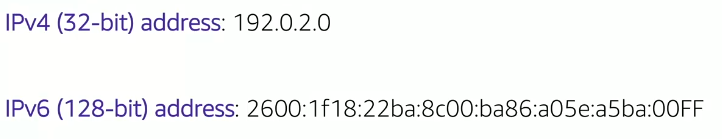 IPv4 (32-bit) address: 192.0.2.0
IPv6 (128-bit) address: 2600:1f18:22ba:8c00:ba86:a05e:a5ba:00FF